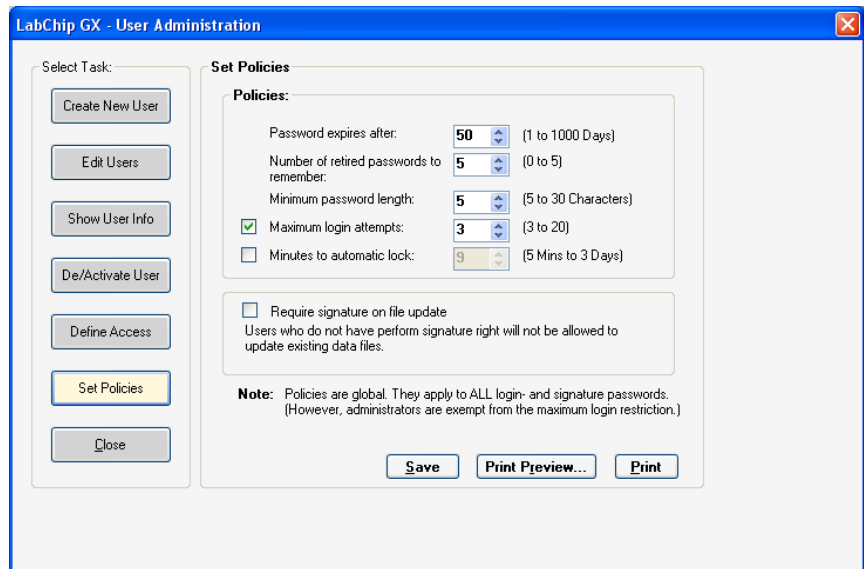 LabChip GX - User Administration
Select Task:
Create New User
Edit Users
Show User Info
De/Activate User
Define Access
Set Policies
Close
Set Policies
Policies:
Password expires after: 50 (1 to 1000 Days)
Number of retired passwords to remember: 5 (0 to 5)
Minimum password length: 5 (5 to 30 Characters)
Maximum login attempts: 3 (3 to 20)
Minutes to automatic lock: 9 (5 Mins to 3 Days)
Require signature on file update
Users who do not have perform signature right will not be allowed to
update existing data files.
Note: Policies are global. They apply to ALL login- and signature passwords.
(However, administrators are exempt from the maximum login restriction.)
Save Print Preview... Print